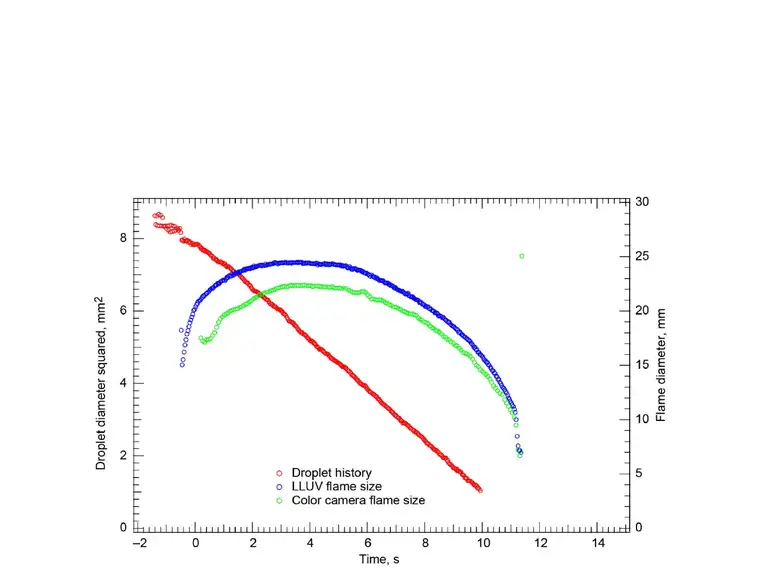 30
8
25
6
20
15
4
10
2
5
0
0
Droplet diameter squared, mm2
Flame diameter, mm
Droplet history
LLUV flame size
Color camera flame size
−2 0 2 4 6 8 10 12 14
Time, s